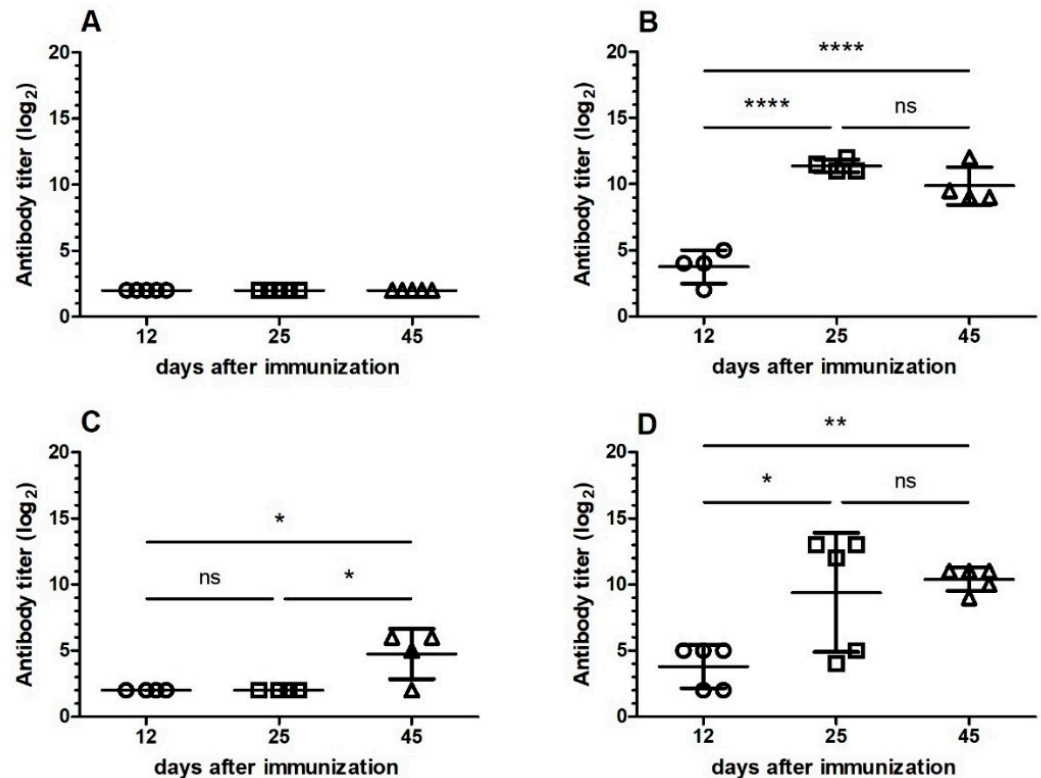 A
20
15
10
5
0
Antibody titer (log2)
12 25 45
days after immunization
B
20
15
10
5
0
Antibody titer (log2)
****
**** ns
12 25 45
days after immunization
C
20
15
10
5
0
Antibody titer (log2)
*
ns *
12 25 45
days after immunization
D
20
15
10
5
0
Antibody titer (log2)
**
* ns
12 25 45
days after immunization